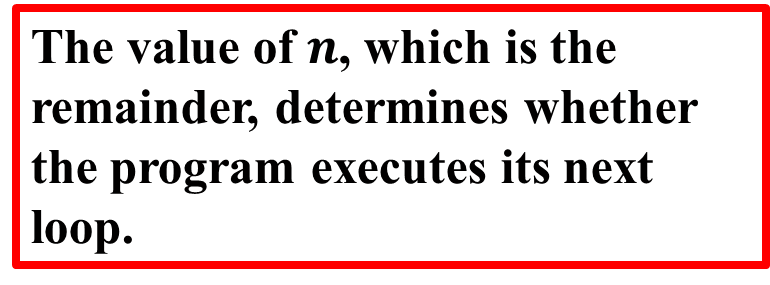 The value of n, which is the
remainder, determines whether
the program executes its next
loop.